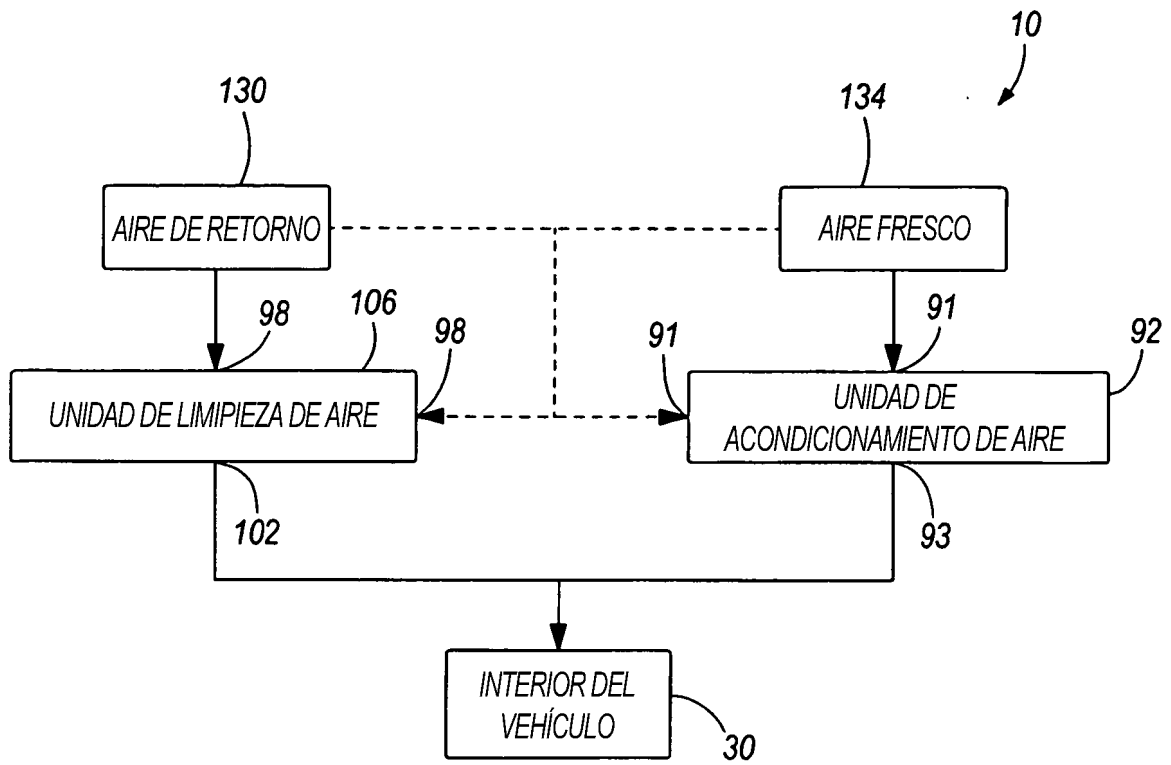 10
130
134
AIRE DE RETORNO
AIRE FRESCO
98
106
98
91
91
92
UNIDAD DE LIMIPIEZA DE AIRE
UNIDAD DE
ACONDICIONAMIENTO DE AIRE
102
93
INTERIOR DEL
VEHÍCULO
30